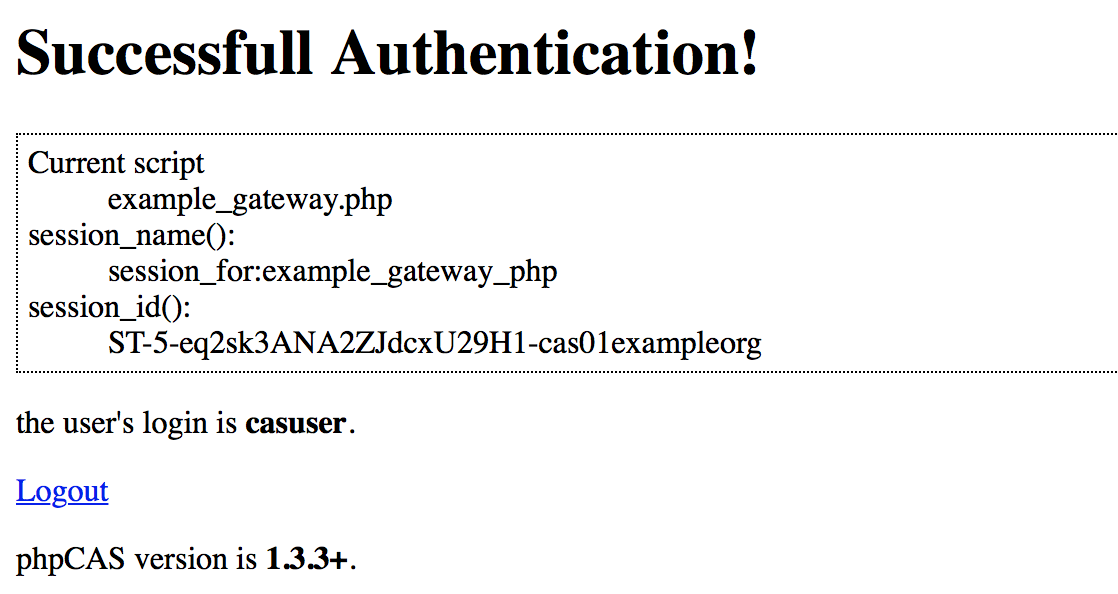 Successfull Authentication!
Current script
example_gateway.php
session_name():
session_for:example_gateway_php
session_id():
ST-5-eq2sk3ANA2ZJdcxU29H1-cas01exampleorg
the user's login is casuser.
Logout
phpCAS version is 1.3.3+.